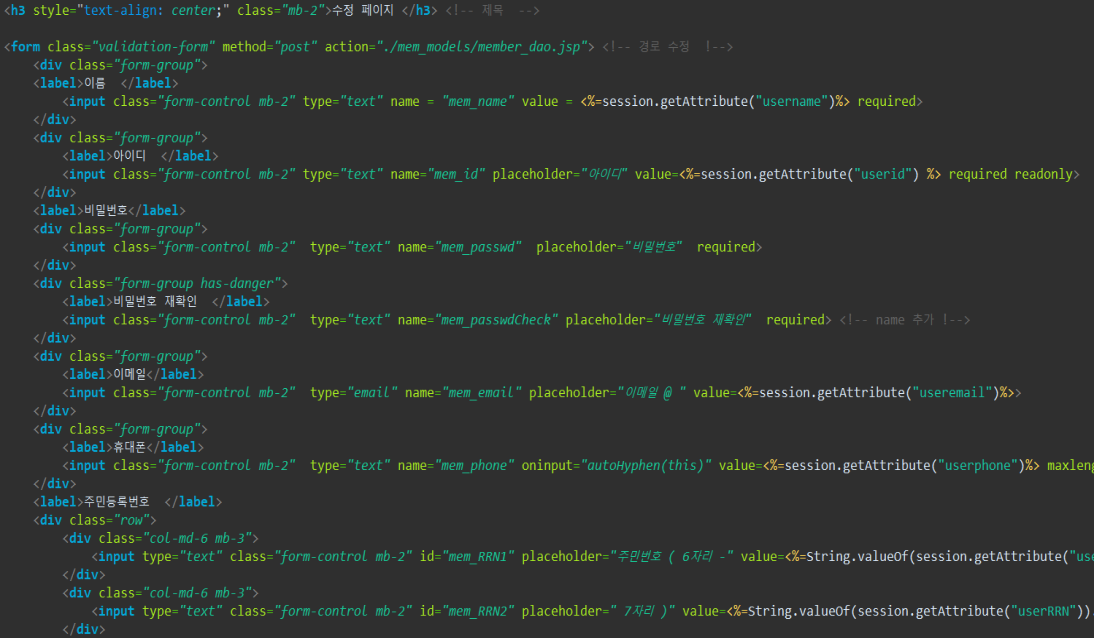 <h3 style="text-align: center;" class="mb-2">수정 페이지 </h3> <!-- 제목  -->
<form class="validation-form" method="post" action="./mem_models/member_dao.jsp"> <!-- 경로 수정  !-->
<div class="form-group">
<label>이름  </label>
<input class="form-control mb-2" type="text" name = "mem_name" value = <%=session.getAttribute("username")%> required>
</div>
<div class="form-group">
<label>아이디  </label>
<input class="form-control mb-2" type="text" name="mem_id" placeholder="아이디" value=<%=session.getAttribute("userid") %> required readonly>
</div>
<label>비밀번호</label>
<div class="form-group">
<input class="form-control mb-2"  type="text" name="mem_passwd"  placeholder="비밀번호"  required>
</div>
<div class="form-group has-danger">
<label>비밀번호 재확인  </label>
<input class="form-control mb-2"  type="text" name="mem_passwdCheck" placeholder="비밀번호 재확인"  required> <!-- name 추가 !-->
</div>
<div class="form-group">
<label>이메일</label>
<input class="form-control mb-2"  type="email" name="mem_email" placeholder="이메일 @ " value=<%=session.getAttribute("useremail")%>>
</div>
<div class="form-group">
<label>휴대폰</label>
<input class="form-control mb-2"  type="text" name="mem_phone" oninput="autoHyphen(this)" value=<%=session.getAttribute("userphone")%> maxleng
</div>
<label>주민등록번호  </label>
<div class="row">
<div class="col-md-6 mb-3">
<input type="text" class="form-control mb-2" id="mem_RRN1" placeholder="주민번호 ( 6자리 -" value=<%=String.valueOf(session.getAttribute("use
</div>
<div class="col-md-6 mb-3">
<input type="text" class="form-control mb-2" id="mem_RRN2" placeholder=" 7자리 )" value=<%=String.valueOf(session.getAttribute("userRRN")).
</div>